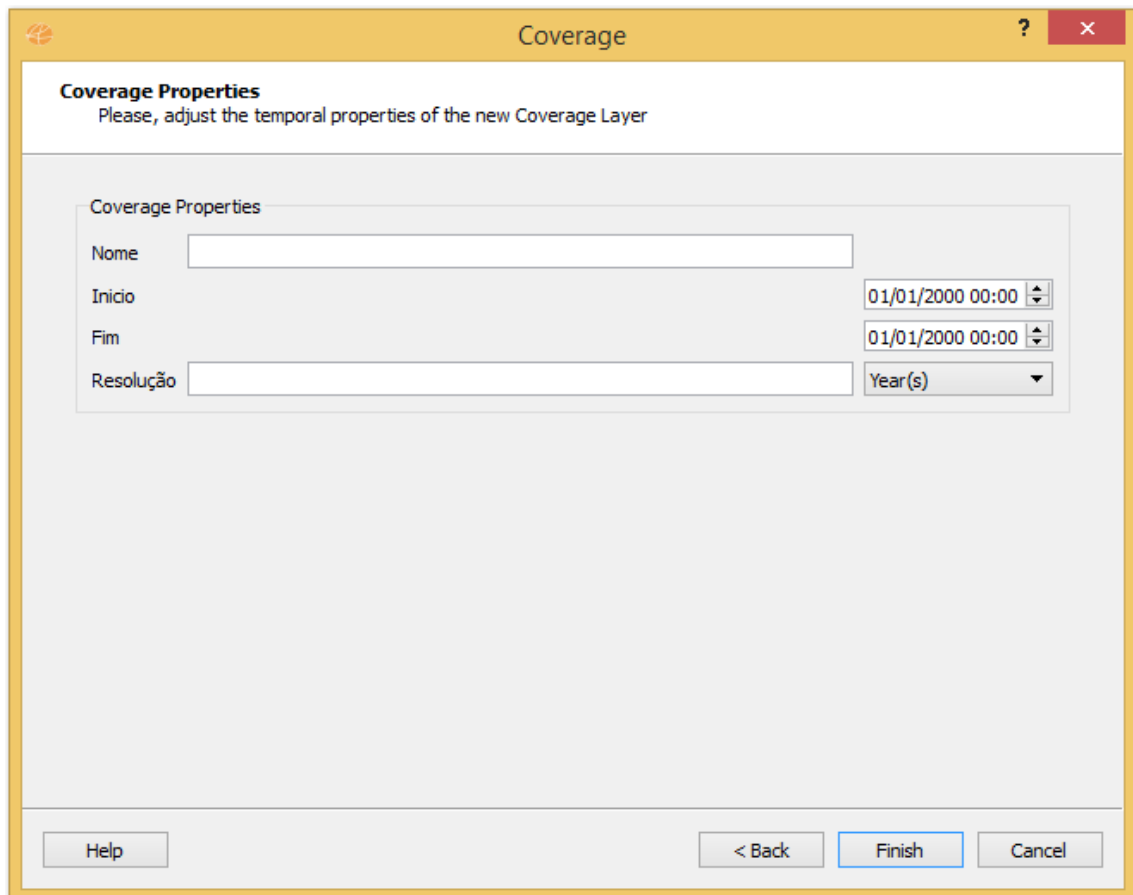 Coverage
?
Coverage Properties
Please, adjust the temporal properties of the new Coverage Layer
Coverage Properties
Nome
Inicio 01/01/2000 00:00
Fim 01/01/2000 00:00
Resolução Year(s)
Help < Back Finish Cancel